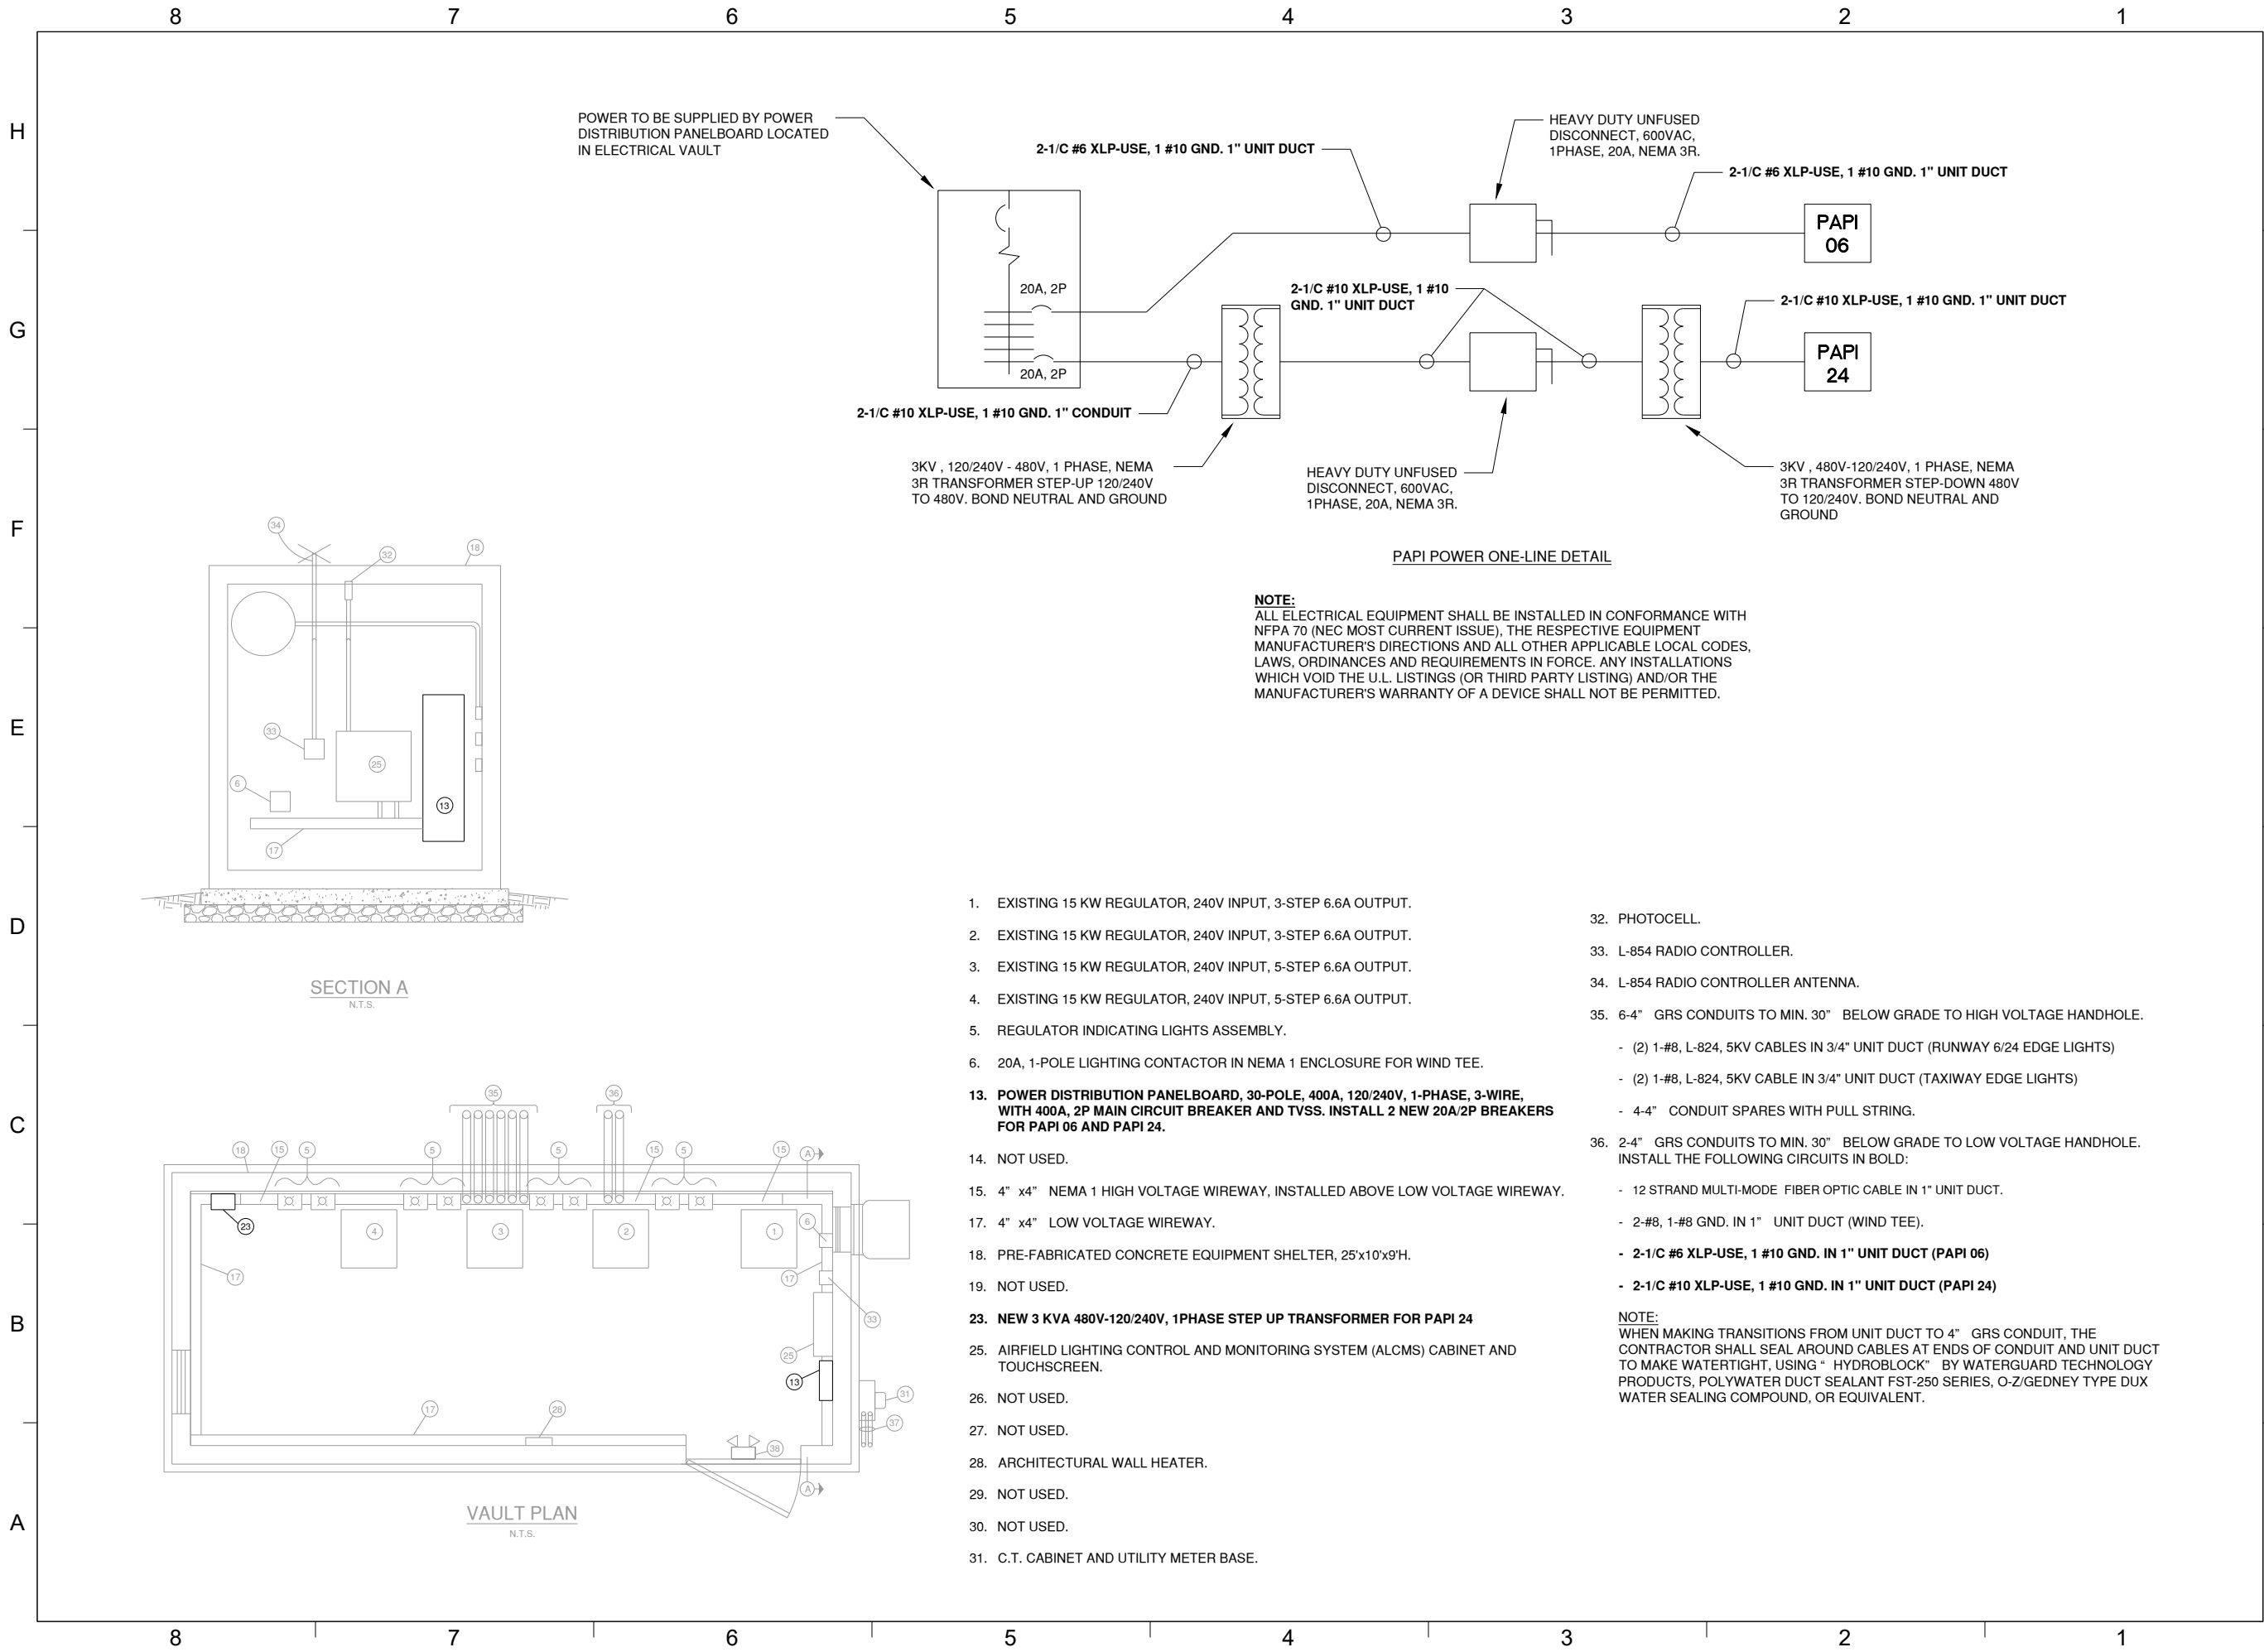 8 7 6 5 4 3 2 1
H
G
F
E
D
C
B
A
POWER TO BE SUPPLIED BY POWER
DISTRIBUTION PANELBOARD LOCATED
IN ELECTRICAL VAULT
2-1/C #6 XLP-USE, 1 #10 GND. 1" UNIT DUCT
HEAVY DUTY UNFUSED
DISCONNECT, 600VAC,
1PHASE, 20A, NEMA 3R.
2-1/C #6 XLP-USE, 1 #10 GND. 1" UNIT DUCT
PAPI
06
20A, 2P
20A, 2P
2-1/C #10 XLP-USE, 1 #10
GND. 1" UNIT DUCT
2-1/C #10 XLP-USE, 1 #10 GND. 1" UNIT DUCT
PAPI
24
2-1/C #10 XLP-USE, 1 #10 GND. 1" CONDUIT
3KV , 120/240V - 480V, 1 PHASE, NEMA
3R TRANSFORMER STEP-UP 120/240V
TO 480V. BOND NEUTRAL AND GROUND
HEAVY DUTY UNFUSED
DISCONNECT, 600VAC,
1PHASE, 20A, NEMA 3R.
3KV , 480V-120/240V, 1 PHASE, NEMA
3R TRANSFORMER STEP-DOWN 480V
TO 120/240V. BOND NEUTRAL AND
GROUND
PAPI POWER ONE-LINE DETAIL
NOTE:
ALL ELECTRICAL EQUIPMENT SHALL BE INSTALLED IN CONFORMANCE WITH
NFPA 70 (NEC MOST CURRENT ISSUE), THE RESPECTIVE EQUIPMENT
MANUFACTURER'S DIRECTIONS AND ALL OTHER APPLICABLE LOCAL CODES,
LAWS, ORDINANCES AND REQUIREMENTS IN FORCE. ANY INSTALLATIONS
WHICH VOID THE U.L. LISTINGS (OR THIRD PARTY LISTING) AND/OR THE
MANUFACTURER'S WARRANTY OF A DEVICE SHALL NOT BE PERMITTED.
34
32
18
33
25
6
13
17
SECTION A
N.T.S.
35
36
18
15
5
5
5
15
5
15
A
23
4
3
2
1
6
17
17
33
25
13
31
17
28
38
37
A
VAULT PLAN
N.T.S.
1. EXISTING 15 KW REGULATOR, 240V INPUT, 3-STEP 6.6A OUTPUT.
2. EXISTING 15 KW REGULATOR, 240V INPUT, 3-STEP 6.6A OUTPUT.
3. EXISTING 15 KW REGULATOR, 240V INPUT, 5-STEP 6.6A OUTPUT.
4. EXISTING 15 KW REGULATOR, 240V INPUT, 5-STEP 6.6A OUTPUT.
5. REGULATOR INDICATING LIGHTS ASSEMBLY.
6. 20A, 1-POLE LIGHTING CONTACTOR IN NEMA 1 ENCLOSURE FOR WIND TEE.
13. POWER DISTRIBUTION PANELBOARD, 30-POLE, 400A, 120/240V, 1-PHASE, 3-WIRE,
WITH 400A, 2P MAIN CIRCUIT BREAKER AND TVSS. INSTALL 2 NEW 20A/2P BREAKERS
FOR PAPI 06 AND PAPI 24.
14. NOT USED.
15. 4” x4” NEMA 1 HIGH VOLTAGE WIREWAY, INSTALLED ABOVE LOW VOLTAGE WIREWAY.
17. 4” x4” LOW VOLTAGE WIREWAY.
18. PRE-FABRICATED CONCRETE EQUIPMENT SHELTER, 25'x10'x9'H.
19. NOT USED.
23. NEW 3 KVA 480V-120/240V, 1PHASE STEP UP TRANSFORMER FOR PAPI 24
25. AIRFIELD LIGHTING CONTROL AND MONITORING SYSTEM (ALCMS) CABINET AND
TOUCHSCREEN.
26. NOT USED.
27. NOT USED.
28. ARCHITECTURAL WALL HEATER.
29. NOT USED.
30. NOT USED.
31. C.T. CABINET AND UTILITY METER BASE.
32. PHOTOCELL.
33. L-854 RADIO CONTROLLER.
34. L-854 RADIO CONTROLLER ANTENNA.
35. 6-4” GRS CONDUITS TO MIN. 30” BELOW GRADE TO HIGH VOLTAGE HANDHOLE.
- (2) 1-#8, L-824, 5KV CABLES IN 3/4" UNIT DUCT (RUNWAY 6/24 EDGE LIGHTS)
- (2) 1-#8, L-824, 5KV CABLE IN 3/4" UNIT DUCT (TAXIWAY EDGE LIGHTS)
- 4-4” CONDUIT SPARES WITH PULL STRING.
36. 2-4” GRS CONDUITS TO MIN. 30” BELOW GRADE TO LOW VOLTAGE HANDHOLE.
INSTALL THE FOLLOWING CIRCUITS IN BOLD:
- 12 STRAND MULTI-MODE FIBER OPTIC CABLE IN 1" UNIT DUCT.
- 2-#8, 1-#8 GND. IN 1” UNIT DUCT (WIND TEE).
- 2-1/C #6 XLP-USE, 1 #10 GND. IN 1" UNIT DUCT (PAPI 06)
- 2-1/C #10 XLP-USE, 1 #10 GND. IN 1" UNIT DUCT (PAPI 24)
NOTE:
WHEN MAKING TRANSITIONS FROM UNIT DUCT TO 4” GRS CONDUIT, THE
CONTRACTOR SHALL SEAL AROUND CABLES AT ENDS OF CONDUIT AND UNIT DUCT
TO MAKE WATERTIGHT, USING “ HYDROBLOCK” BY WATERGUARD TECHNOLOGY
PRODUCTS, POLYWATER DUCT SEALANT FST-250 SERIES, O-Z/GEDNEY TYPE DUX
WATER SEALING COMPOUND, OR EQUIVALENT.
8 7 6 5 4 3 2 1